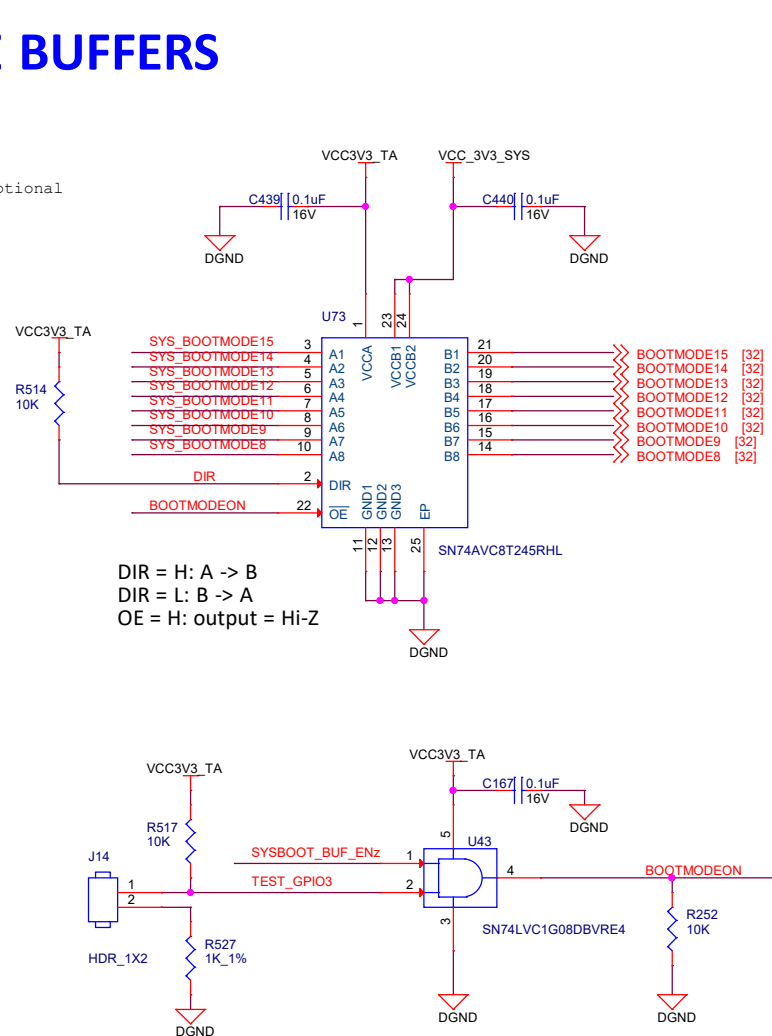 BUFFERS
VCC3V3_TA
VCC_3V3_SYS
C439
0.1uF
16V
C440
0.1uF
16V
DGND
DGND
U73
1
23
24
VCC3V3_TA
R514
10K
SYS_BOOTMODE15
3
A1
SYS_BOOTMODE14
4
A2
SYS_BOOTMODE13
5
A3
SYS_BOOTMODE12
6
A4
SYS_BOOTMODE11
7
A5
SYS_BOOTMODE10
8
A6
SYS_BOOTMODE9
9
A7
SYS_BOOTMODE8
10
A8
VCCA
VCCB1
VCCB2
B1
21
BOOTMODE15 [32]
B2
20
BOOTMODE14 [32]
B3
19
BOOTMODE13 [32]
B4
18
BOOTMODE12 [32]
B5
17
BOOTMODE11 [32]
B6
16
BOOTMODE10 [32]
B7
15
BOOTMODE9 [32]
B8
14
BOOTMODE8 [32]
DIR
2
DIR
BOOTMODEON
22
OE
GND1
GND2
GND3
EP
11
12
13
25
SN74AVC8T245RHL
DIR = H: A -> B
DIR = L: B -> A
OE = H: output = Hi-Z
DGND
VCC3V3_TA
R517
10K
J14
1
2
HDR_1X2
R527
1K_1%
DGND
VCC3V3_TA
C167
0.1uF
16V
DGND
5
U43
SYSBOOT_BUF_ENz
1
TEST_GPIO3
2
4
BOOTMODEON
3
SN74LVC1G08DBVRE4
R252
10K
DGND
DGND